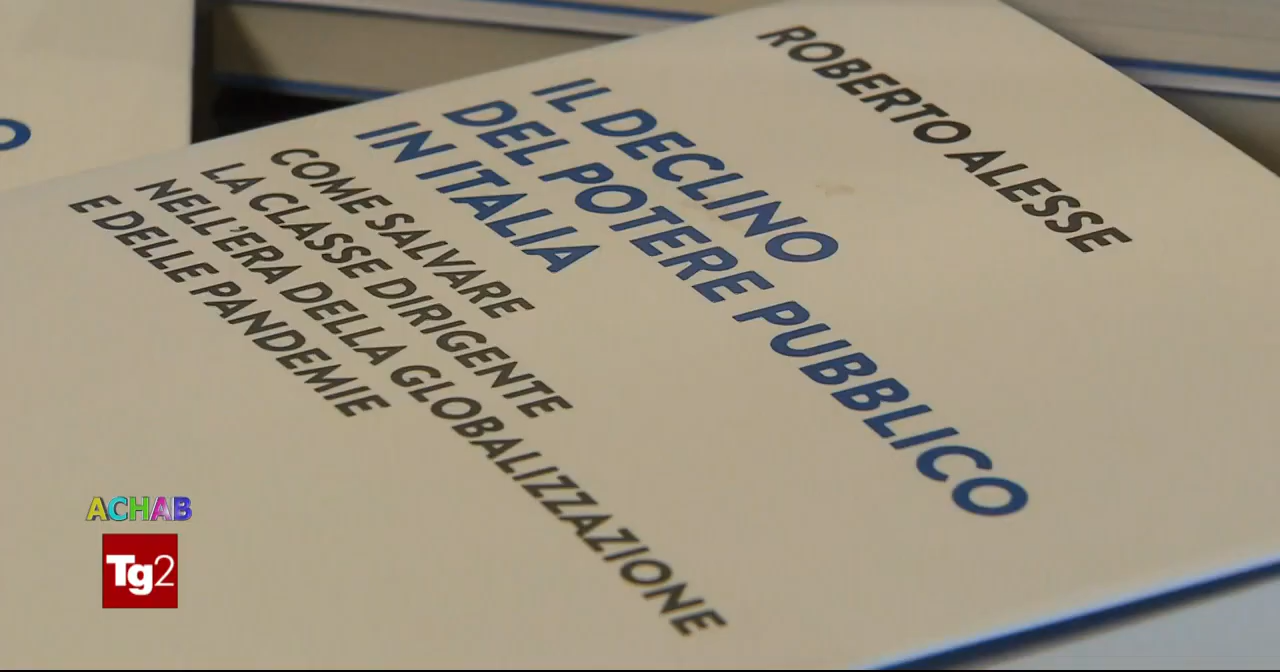 ROBERTO ALESSE
IL DECLINO
DEL POTERE PUBBLICO
IN ITALIA
COME SALVARE
LA CLASSE DIRIGENTE
NELL'ERA DELLA GLOBALIZZAZIONE
E DELLE PANDEMIE
O
ACHAB
Tg2